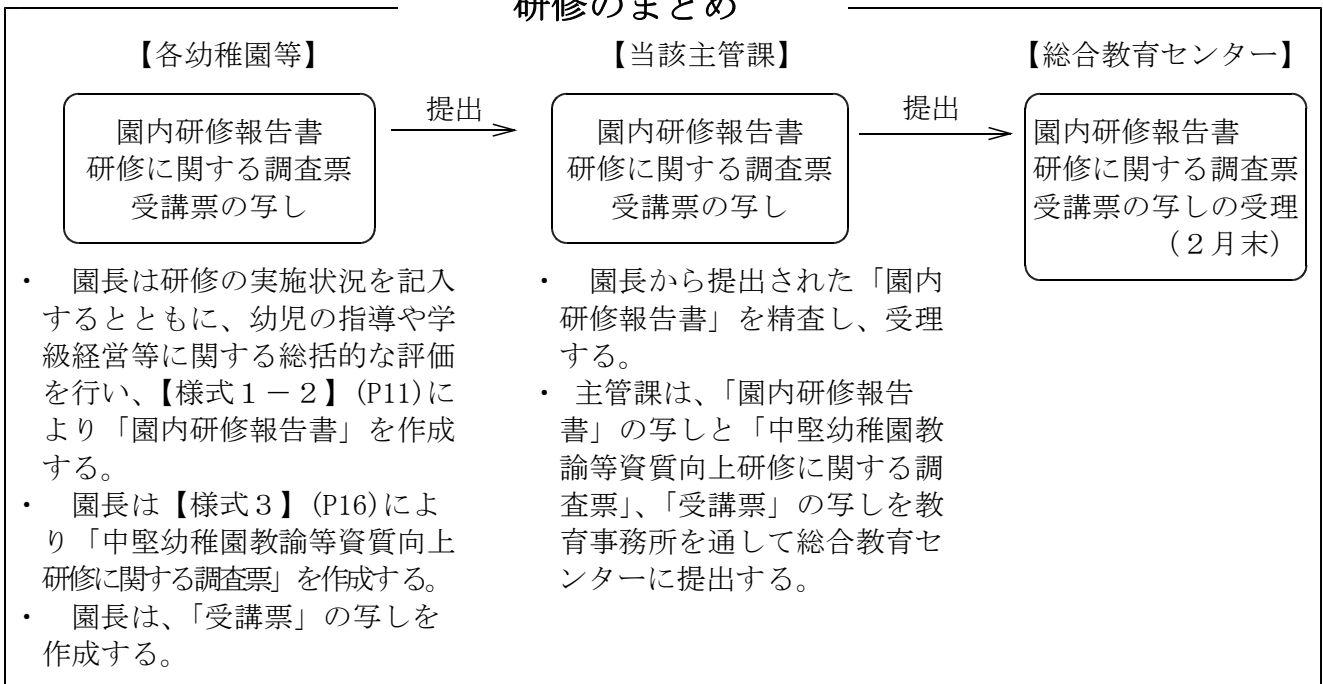 研修のまとめ
【各幼稚園等】
園内研修報告書
研修に関する調査票
受講票の写し
提出
【当該主管課】
園内研修報告書
研修に関する調査票
受講票の写し
提出
【総合教育センター】
園内研修報告書
研修に関する調査票
受講票の写しの受理
（２月末）
・　園長は研修の実施状況を記入
するとともに、幼児の指導や学
級経営等に関する総括的な評価
を行い、【様式１－２】(P11)に
より「園内研修報告書」を作成
する。
・　園長は【様式３】(P16)によ
り「中堅幼稚園教諭等資質向上
研修に関する調査票」を作成する。
・　園長は、「受講票」の写しを
作成する。
・　園長から提出された「園内
研修報告書」を精査し、受理
する。
・ 主管課は、「園内研修報告
書」の写しと「中堅幼稚園教
諭等資質向上研修に関する調
査票」、「受講票」の写しを教
育事務所を通して総合教育セ
ンターに提出する。